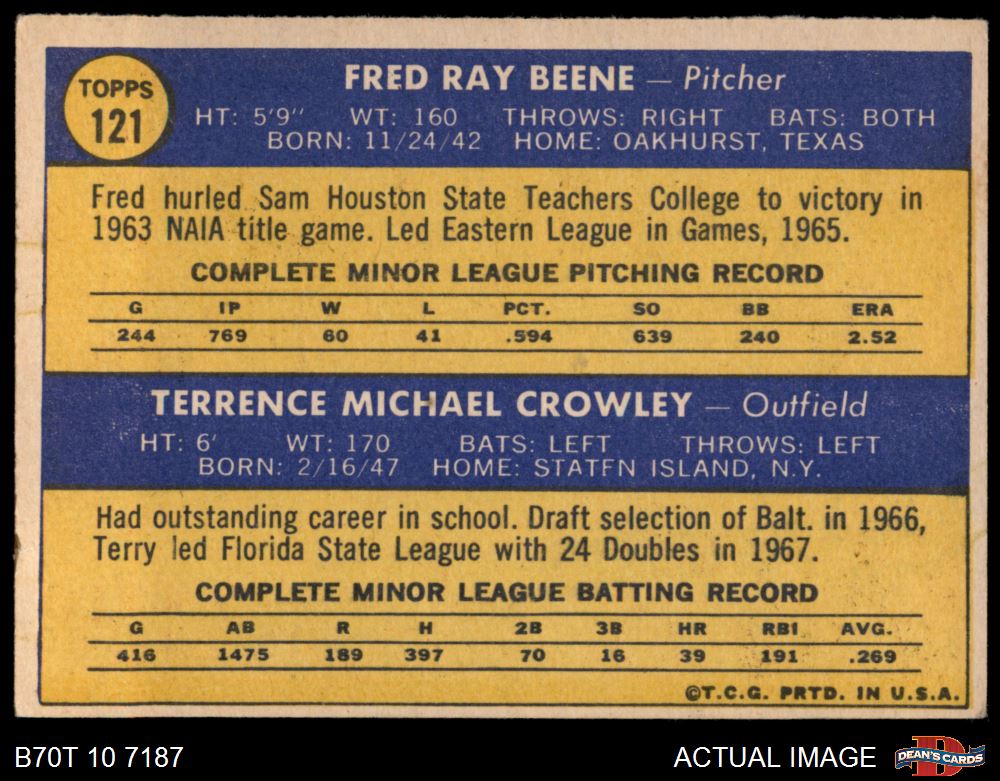 TOPPS
121
FRED RAY BEENE — Pitcher
HT: 5'9" WT: 160 THROWS: RIGHT BATS: BOTH
BORN: 11/24/42 HOME: OAKHURST, TEXAS
Fred hurled Sam Houston State Teachers College to victory in
1963 NAIA title game. Led Eastern League in Games, 1965.
COMPLETE MINOR LEAGUE PITCHING RECORD
G IP W L PCT. SO BB ERA
244 769 60 41 .594 639 240 2.52
TERRENCE MICHAEL CROWLEY — Outfield
HT: 6' WT: 170 BATS: LEFT THROWS: LEFT
BORN: 2/16/47 HOME: STATEN ISLAND, N.Y.
Had outstanding career in school. Draft selection of Balt. in 1966,
Terry led Florida State League with 24 Doubles in 1967.
COMPLETE MINOR LEAGUE BATTING RECORD
G AB R H 2B 3B HR RBI AVG.
416 1475 189 397 70 16 39 191 .269
©T.C.G. PRTD. IN U.S.A.
B70T 10 7187 ACTUAL IMAGE DEAN'S CARDS